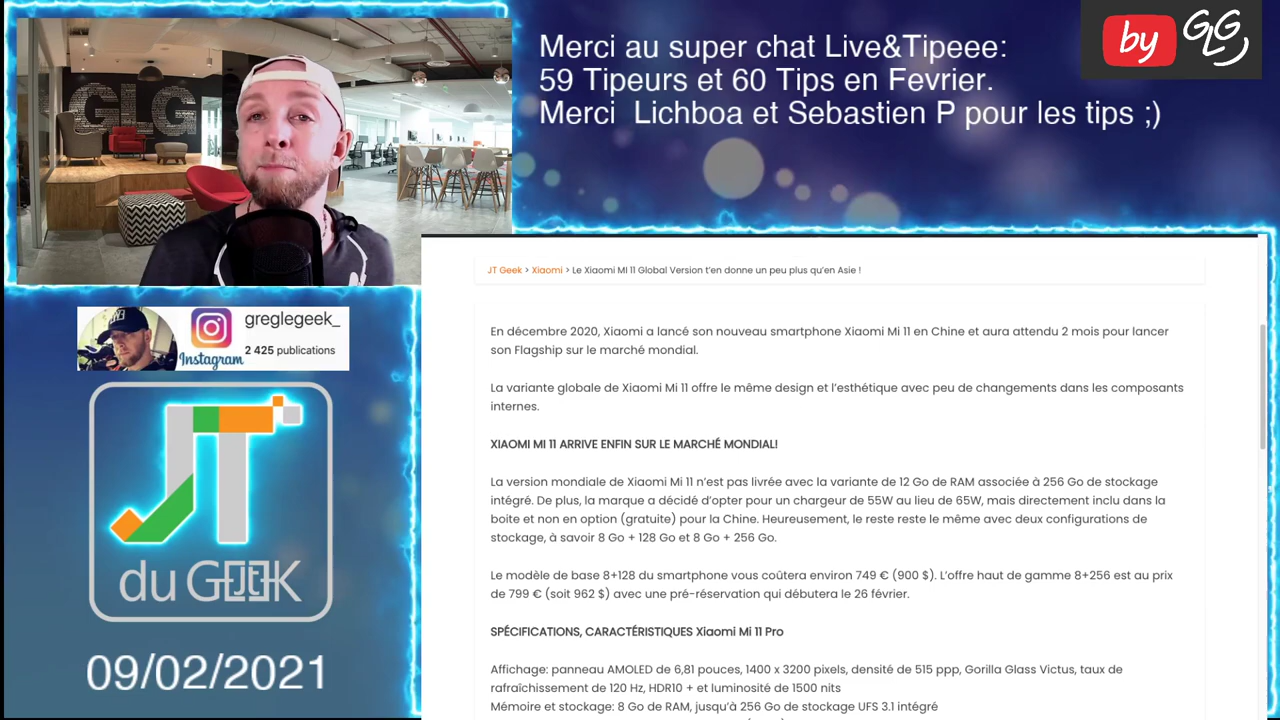 GLG
Merci au super chat Live&Tipeee:
59 Tipeurs et 60 Tips en Fevrier.
Merci Lichboa et Sebastien P pour les tips ;)
by GLG
greglegeek_
2 425 publications
Instagram
JT
du GEEK
09/02/2021
JT Geek > Xiaomi > Le Xiaomi MI 11 Global Version t'en donne un peu plus qu'en Asie !
En décembre 2020, Xiaomi a lancé son nouveau smartphone Xiaomi Mi 11 en Chine et aura attendu 2 mois pour lancer
son Flagship sur le marché mondial.
La variante globale de Xiaomi Mi 11 offre le même design et l'esthétique avec peu de changements dans les composants
internes.
XIAOMI MI 11 ARRIVE ENFIN SUR LE MARCHÉ MONDIAL!
La version mondiale de Xiaomi Mi 11 n'est pas livrée avec la variante de 12 Go de RAM associée à 256 Go de stockage
intégré. De plus, la marque a décidé d'opter pour un chargeur de 55W au lieu de 65W, mais directement inclu dans la
boite et non en option (gratuite) pour la Chine. Heureusement, le reste reste le même avec deux configurations de
stockage, à savoir 8 Go + 128 Go et 8 Go + 256 Go.
Le modèle de base 8+128 du smartphone vous coûtera environ 749 € (900 $). L'offre haut de gamme 8+256 est au prix
de 799 € (soit 962 $) avec une pré-réservation qui débutera le 26 février.
SPÉCIFICATIONS, CARACTÉRISTIQUES Xiaomi Mi 11 Pro
Affichage: panneau AMOLED de 6,81 pouces, 1400 x 3200 pixels, densité de 515 ppp, Gorilla Glass Victus, taux de
rafraîchissement de 120 Hz, HDR10 + et luminosité de 1500 nits
Mémoire et stockage: 8 Go de RAM, jusqu'à 256 Go de stockage UFS 3.1 intégré